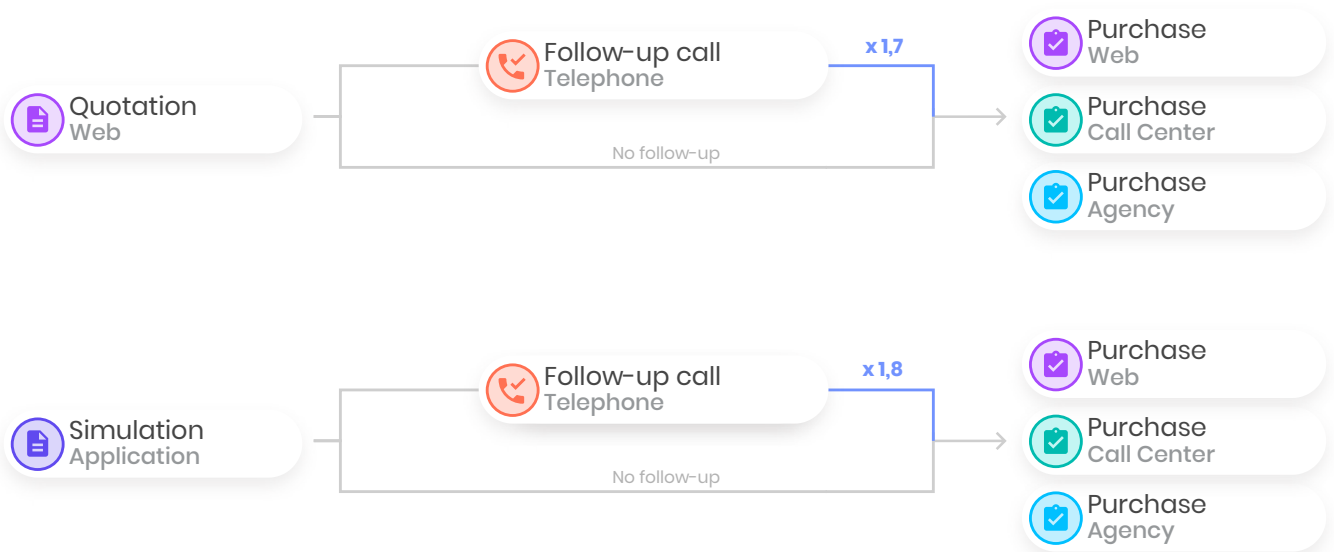 Quotation
Web
Follow-up call
Telephone
x 1,7
No follow-up
Purchase
Web
Purchase
Call Center
Purchase
Agency
Simulation
Application
Follow-up call
Telephone
x 1,8
No follow-up
Purchase
Web
Purchase
Call Center
Purchase
Agency